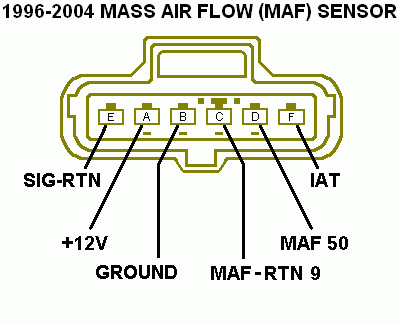 1996-2004 MASS AIR FLOW (MAF) SENSOR
E A B C D F
SIG-RTN
IAT
+12V
MAF 50
GROUND
MAF-RTN 9